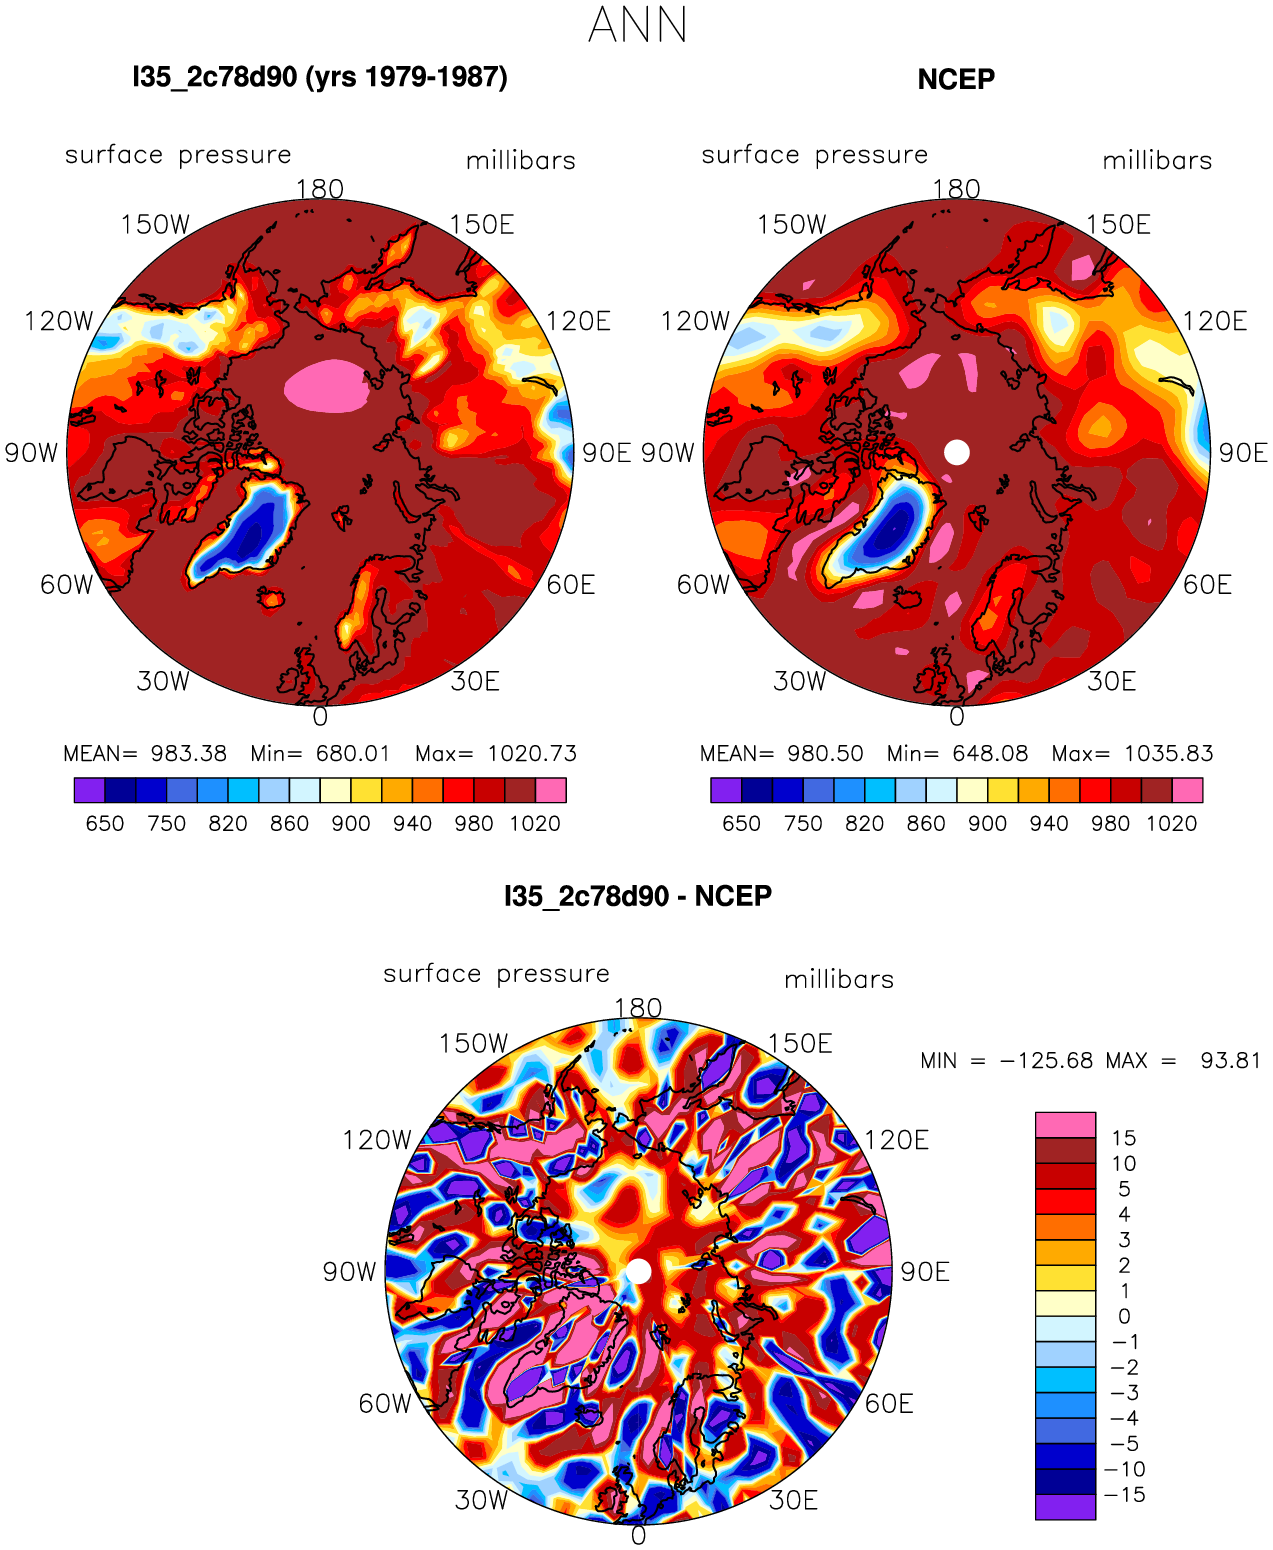 ANN
I35_2c78d90 (yrs 1979-1987)
NCEP
surface pressure millibars
surface pressure millibars
180
180
150W 150E
150W 150E
120W 120E
120W 120E
90W 90E
90W 90E
60W 60E
60W 60E
30W 30E
30W 30E
0
0
MEAN= 983.38 Min= 680.01 Max= 1020.73
MEAN= 980.50 Min= 648.08 Max= 1035.83
650 750 820 860 900 940 980 1020
650 750 820 860 900 940 980 1020
I35_2c78d90 - NCEP
surface pressure millibars
180
150W 150E
MIN = -125.68 MAX = 93.81
120W 120E
90W 90E
60W 60E
30W 30E
0
15
10
5
4
3
2
1
0
-1
-2
-3
-4
-5
-10
-15